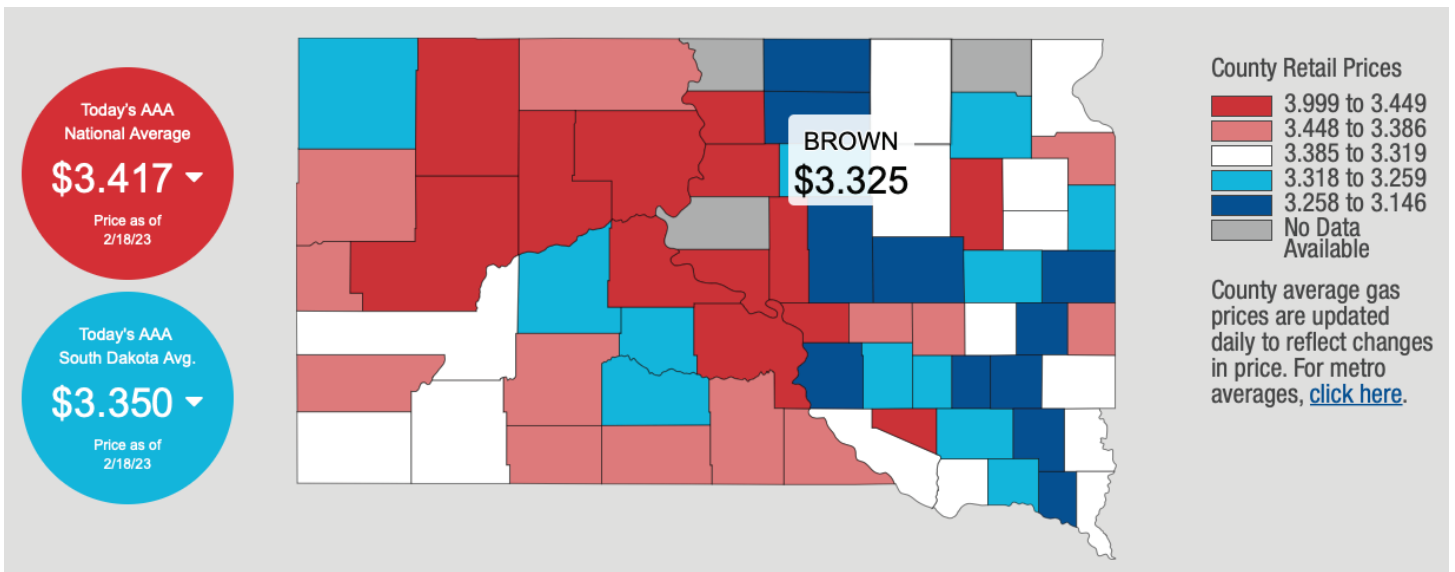 Today's AAA
National Average
$3.417
Price as of
2/18/23
Today's AAA
South Dakota Avg.
$3.350
Price as of
2/18/23
BROWN
$3.325
County Retail Prices
3.999 to 3.449
3.448 to 3.386
3.385 to 3.319
3.318 to 3.259
3.258 to 3.146
No Data
Available
County average gas
prices are updated
daily to reflect changes
in price. For metro
averages, click here.